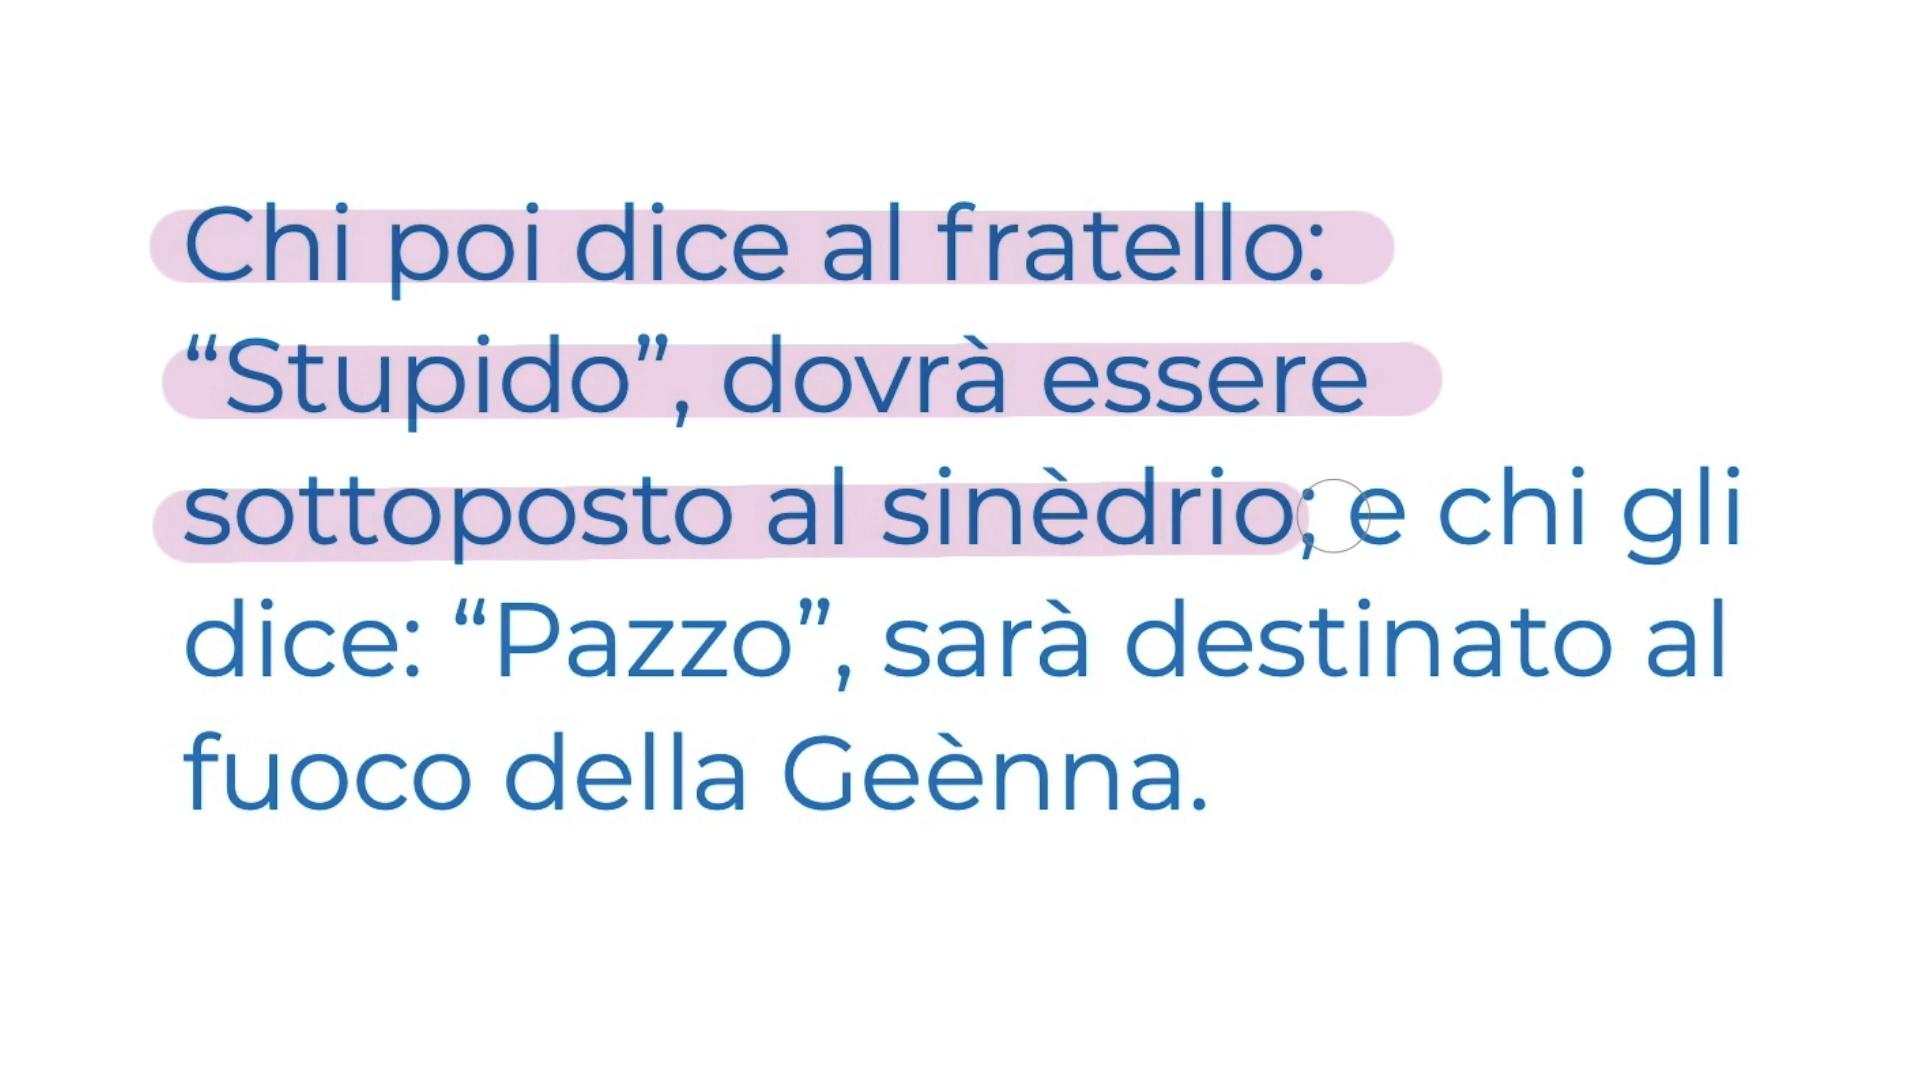 Chi poi dice al fratello:
“Stupido”, dovrà essere
sottoposto al sinèdrio; e chi gli
dice: “Pazzo”, sarà destinato al
fuoco della Geènna.